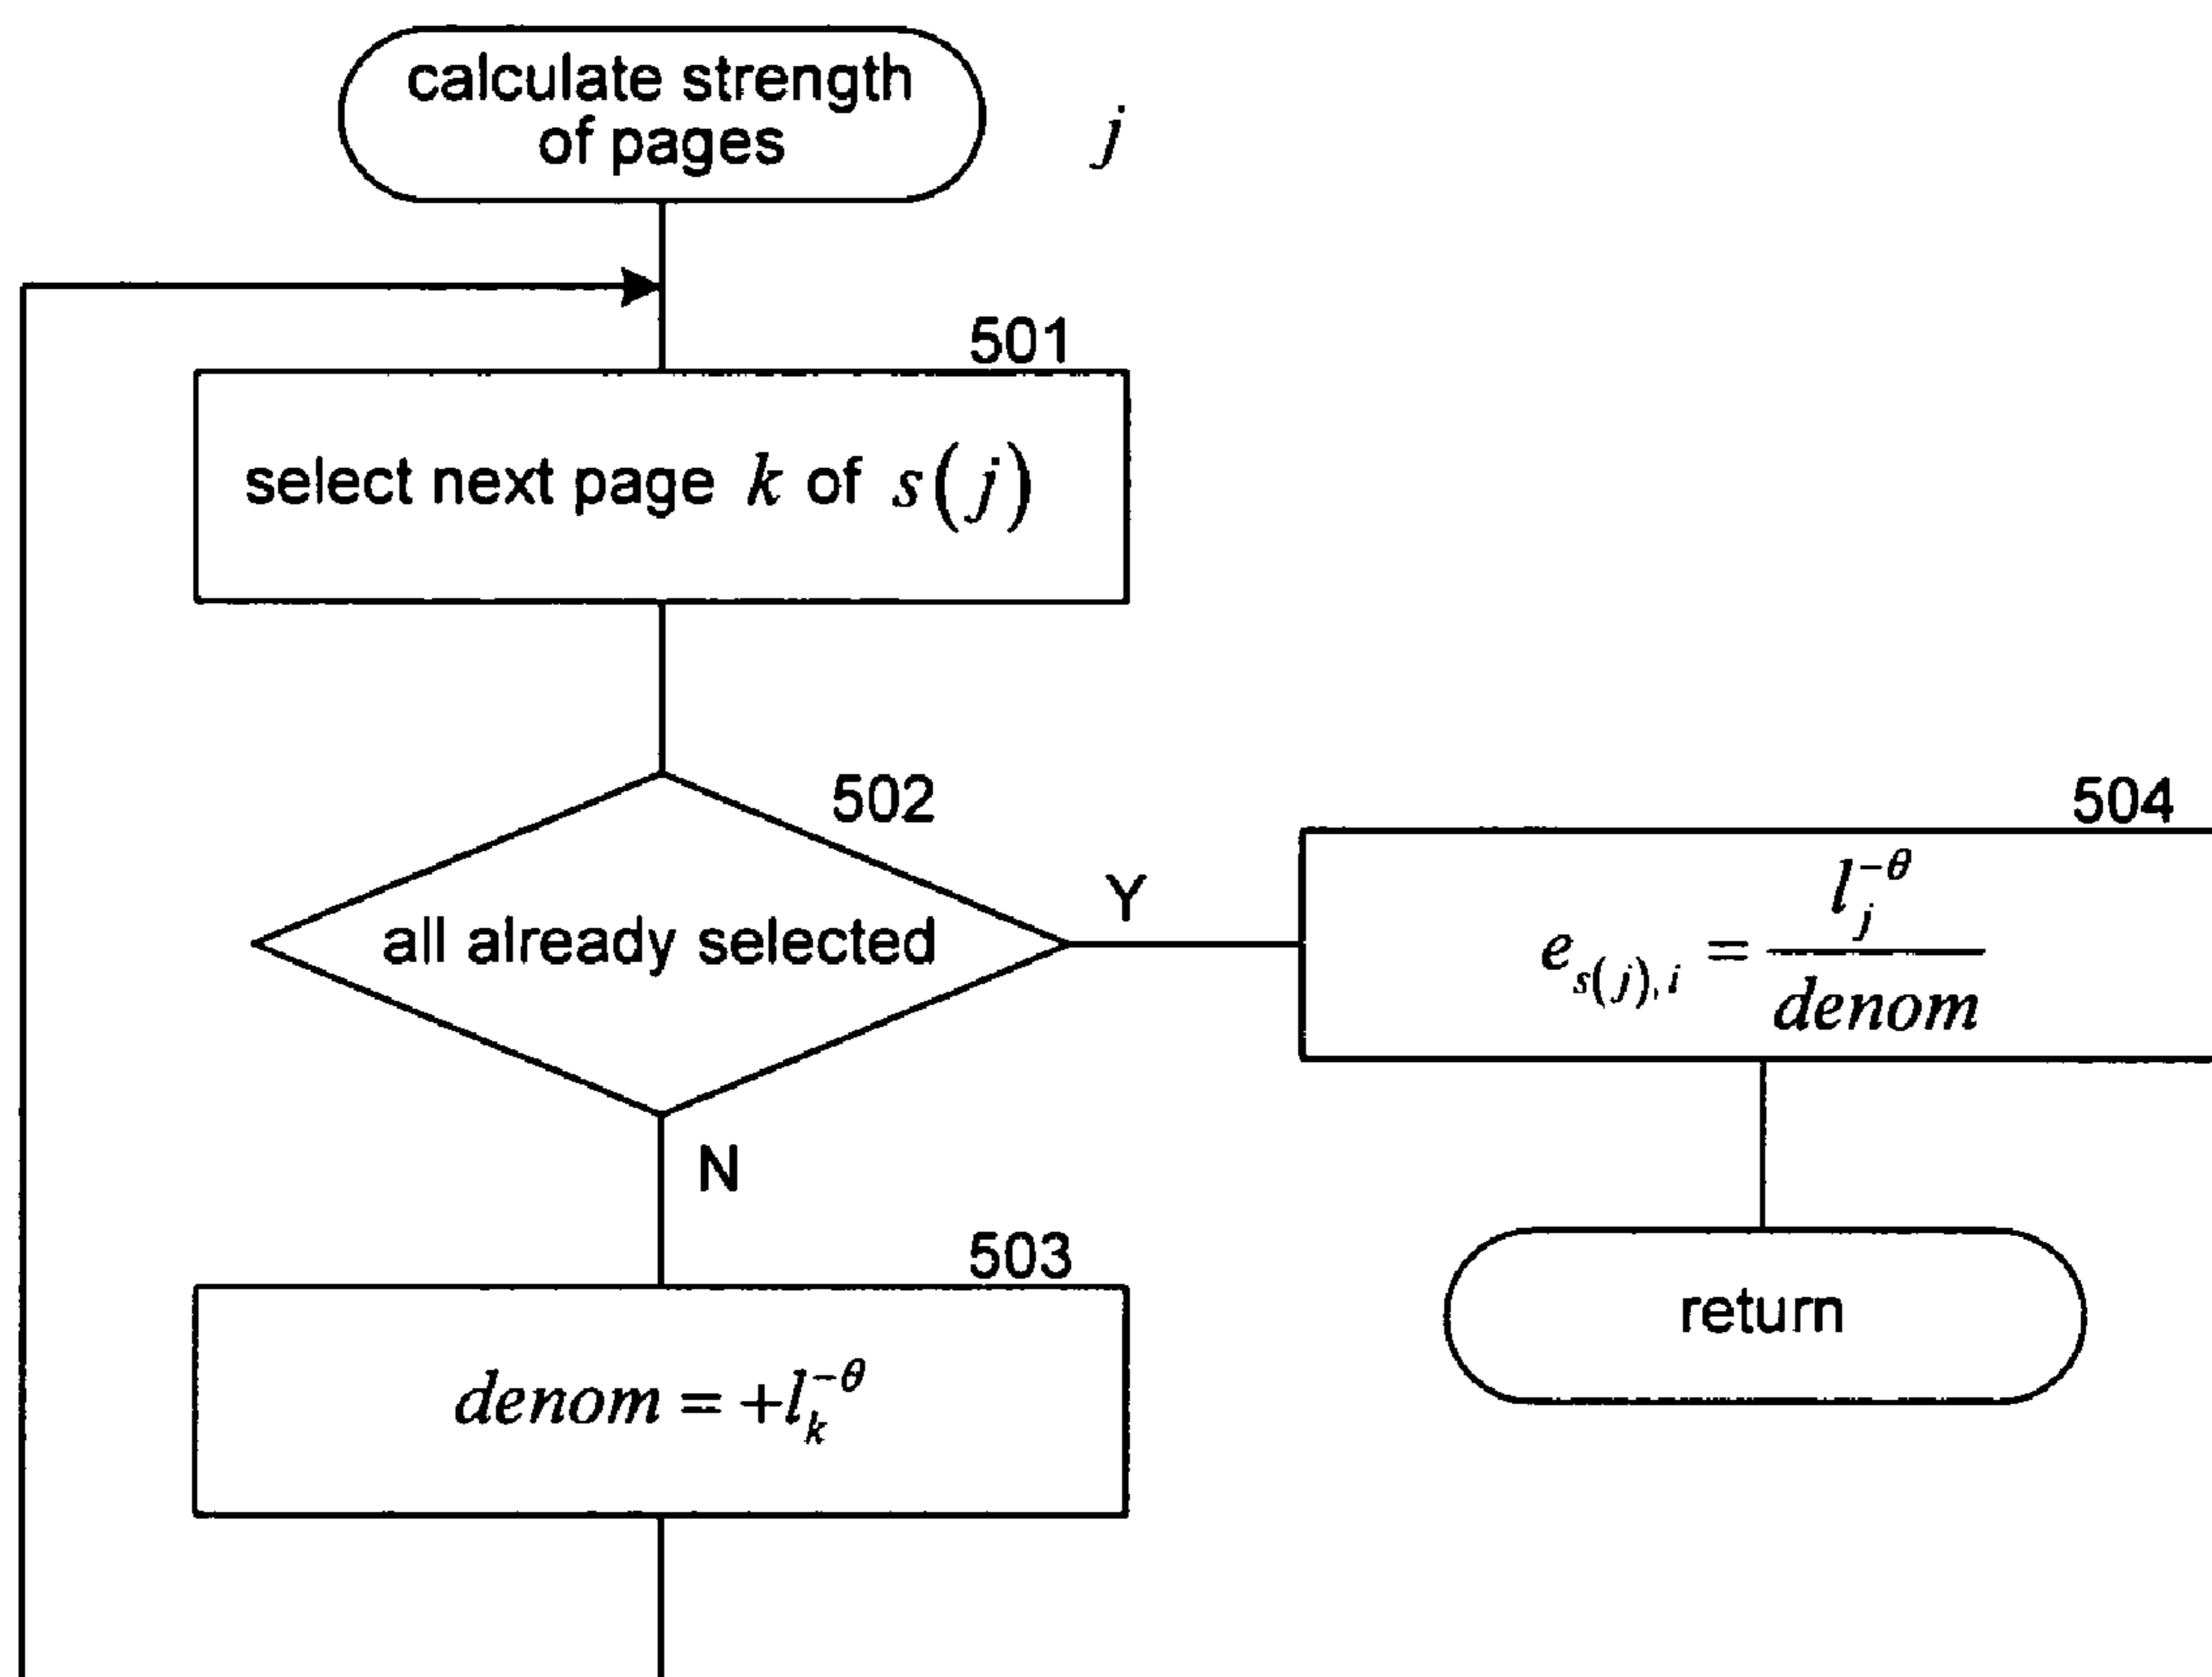 calculate strength
of pages
j
501
select next page k of s(j)
502
all already selected
Y
N
503
denom = +l_k^{-θ}
504
e_{s(j),i} = \frac{l_j^{-θ}}{denom}
return